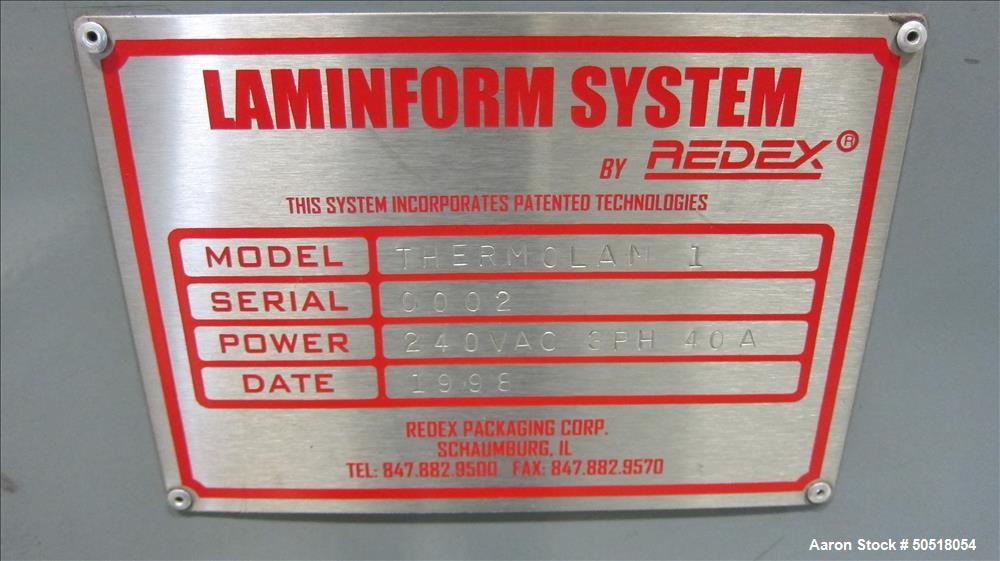 LAMINFORM SYSTEM
BY REDEX®
THIS SYSTEM INCORPORATES PATENTED TECHNOLOGIES
MODEL THERMOLAM 1
SERIAL 0002
POWER 240VAC 3PH 40A
DATE 1998
REDEX PACKAGING CORP.
SCHAUMBURG, IL
TEL: 847.882.9500 FAX: 847.882.9570
Aaron Stock # 50518054